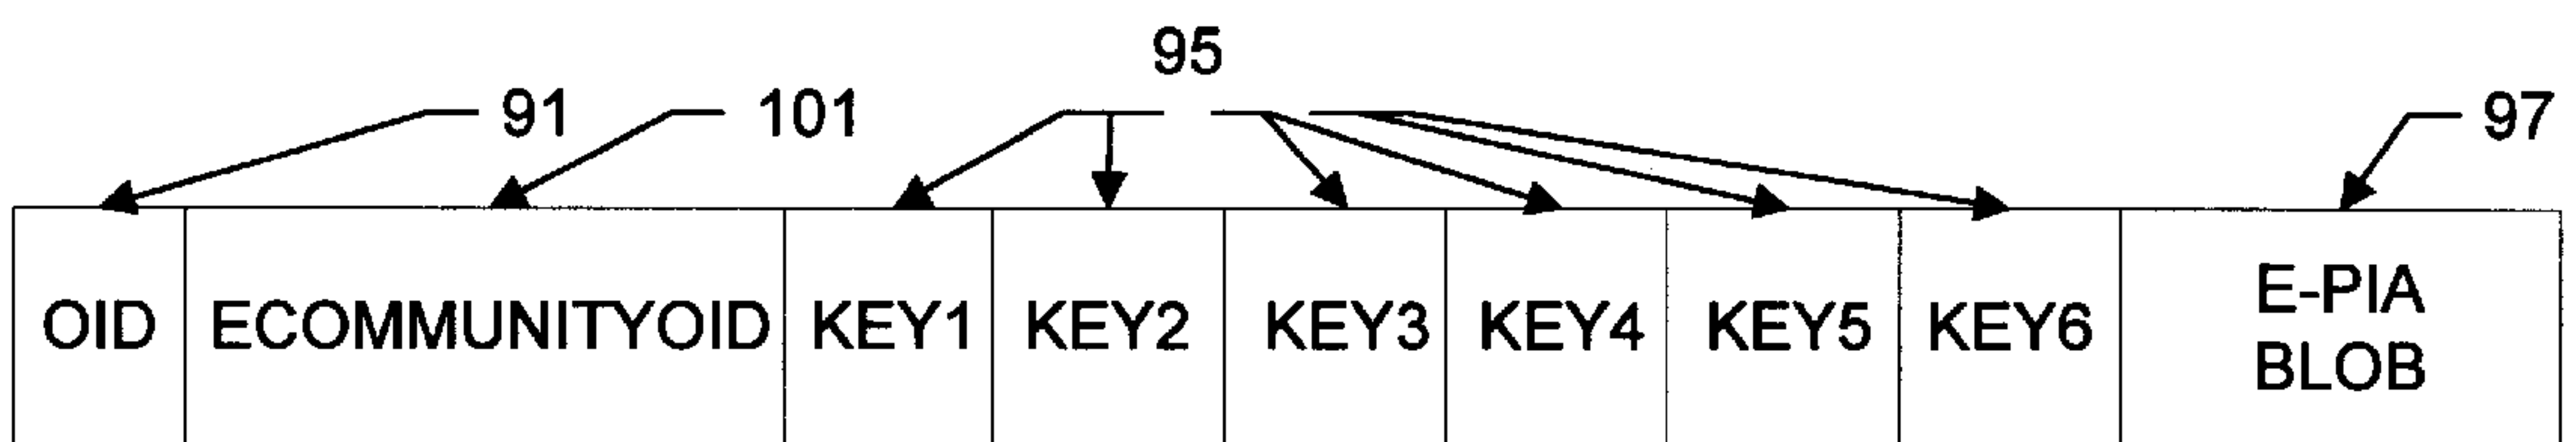 95
91 101 97
OID ECOMMUNITYOID KEY1 KEY2 KEY3 KEY4 KEY5 KEY6 E-PIA
BLOB